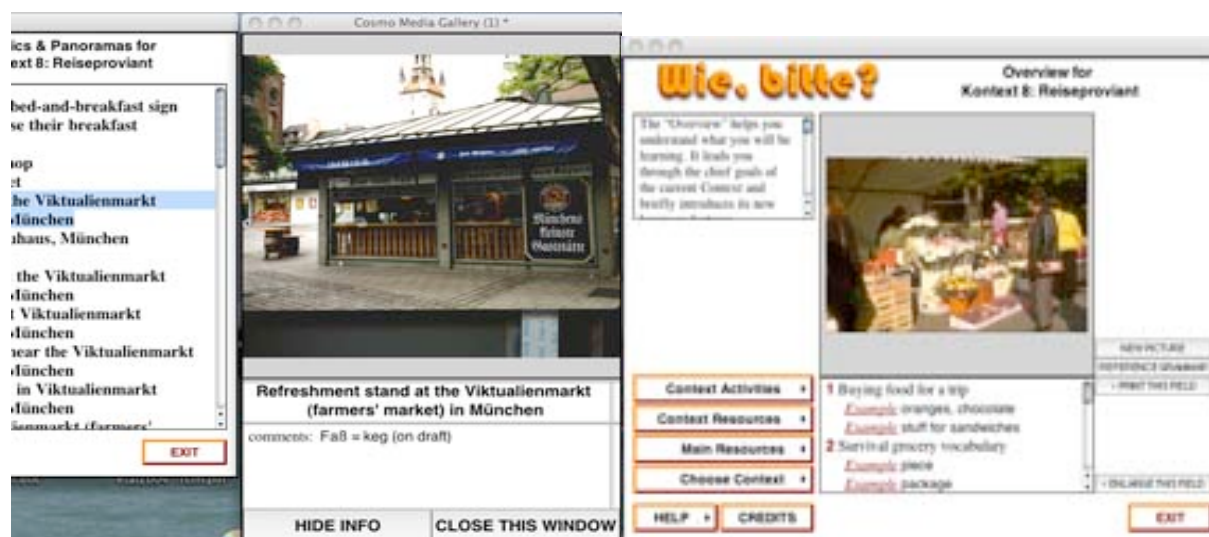 ics & Panoramas for
ext 8: Reiseproviant
bed-and-breakfast sign
se their breakfast
op
et
he Viktualienmarkt
München
uhaus, München
the Viktualienmarkt
München
t Viktualienmarkt
München
near the Viktualienmarkt
München
in Viktualienmarkt
München
(farmers'
EXIT
Cosmo Media Gallery (1) *
Münchens
kleinste
Gaststätte
Refreshment stand at the Viktualienmarkt
(farmers' market) in München
comments: Faß = keg (on draft)
HIDE INFO
CLOSE THIS WINDOW
Wie, bitte?
Overview for
Kontext 8: Reiseproviant
The "Overview" helps you
understand what you will be
learning. It leads you
through the chief goals of
the current Context and
briefly introduces its new
NEW PICTURE
REFERENCE GRAMMAR
- PRINT THIS FIELD
Context Activities
Context Resources
Main Resources
Choose Context
1 Buying food for a trip
Example oranges, chocolate
Example stuff for sandwiches
2 Survival grocery vocabulary
Example piece
Example package
- ENLARGE THIS FIELD
HELP
CREDITS
EXIT